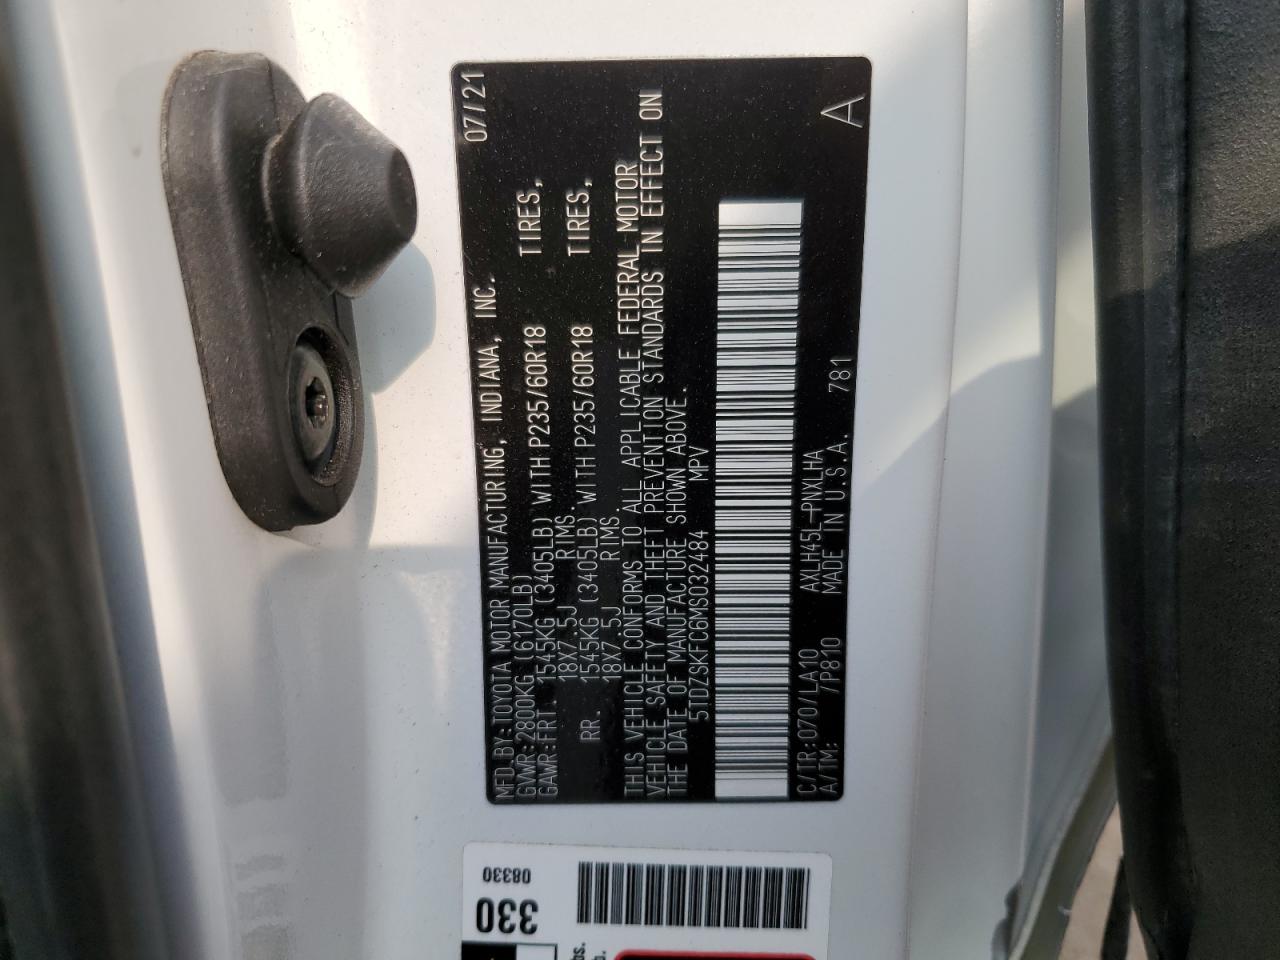 MFD.BY:TOYOTA MOTOR MANUFACTURING, INDIANA, INC. 07/21
GVWR:2800KG (6170LB)
GAWR:FRT. 1545KG (3405LB) WITH P235/60R18 TIRES,
18X7.5J RIMS.
RR. 1545KG (3405LB) WITH P235/60R18 TIRES,
18X7.5J RIMS.
THIS VEHICLE CONFORMS TO ALL APPLICABLE FEDERAL MOTOR
VEHICLE SAFETY AND THEFT PREVENTION STANDARDS IN EFFECT ON
THE DATE OF MANUFACTURE SHOWN ABOVE.
5TDZSKFC6MS032484 MPV
C/TR:070/LA10 AXLH45L-PNXLHA
A/TM: /P810 MADE IN U.S.A. 781
A
08330
330